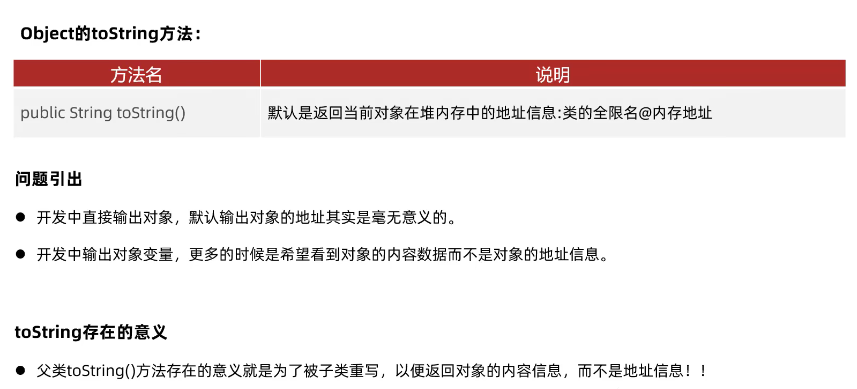 Object的toString方法：
方法名 说明
public String toString() 默认是返回当前对象在堆内存中的地址信息:类的全限名@内存地址
问题引出
● 开发中直接输出对象，默认输出对象的地址其实是毫无意义的。
● 开发中输出对象变量，更多的时候是希望看到对象的内容数据而不是对象的地址信息。
toString存在的意义
● 父类toString()方法存在的意义就是为了被子类重写，以便返回对象的内容信息，而不是地址信息！！